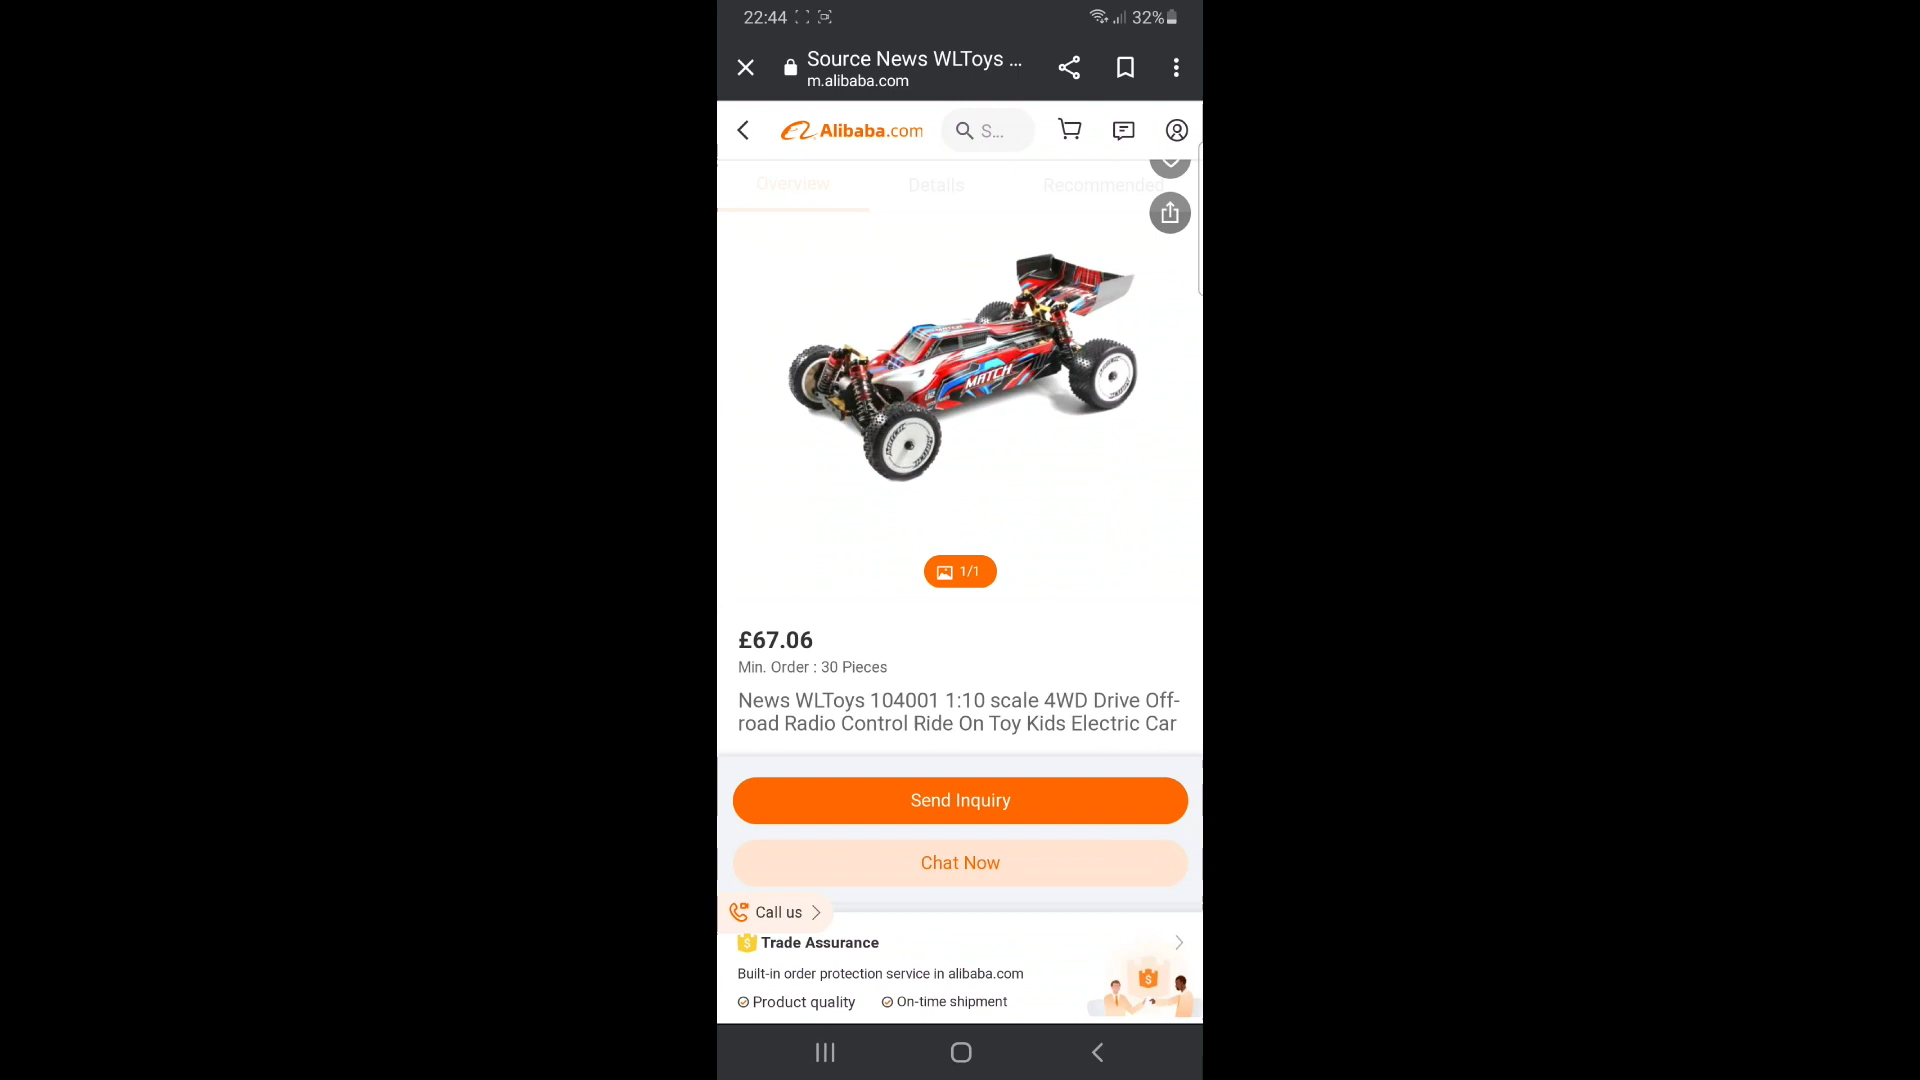 22:44
32%
Source News WLToys ...
m.alibaba.com
Alibaba.com
S...
Overview
Details
Recommended
MATCH
1/1
£67.06
Min. Order : 30 Pieces
News WLToys 104001 1:10 scale 4WD Drive Off-
road Radio Control Ride On Toy Kids Electric Car
Send Inquiry
Chat Now
Call us
Trade Assurance
Built-in order protection service in alibaba.com
Product quality
On-time shipment